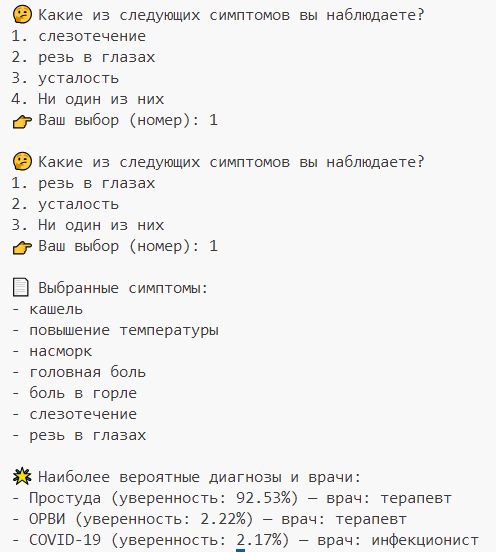 🤔 Какие из следующих симптомов вы наблюдаете?
1. слезотечение
2. резь в глазах
3. усталость
4. Ни один из них
👉 Ваш выбор (номер): 1
🤔 Какие из следующих симптомов вы наблюдаете?
1. резь в глазах
2. усталость
3. Ни один из них
👉 Ваш выбор (номер): 1
📄 Выбранные симптомы:
- кашель
- повышение температуры
- насморк
- головная боль
- боль в горле
- слезотечение
- резь в глазах
🌟 Наиболее вероятные диагнозы и врачи:
- Простуда (уверенность: 92.53%) — врач: терапевт
- ОРВИ (уверенность: 2.22%) — врач: терапевт
- COVID-19 (уверенность: 2.17%) — врач: инфекционист